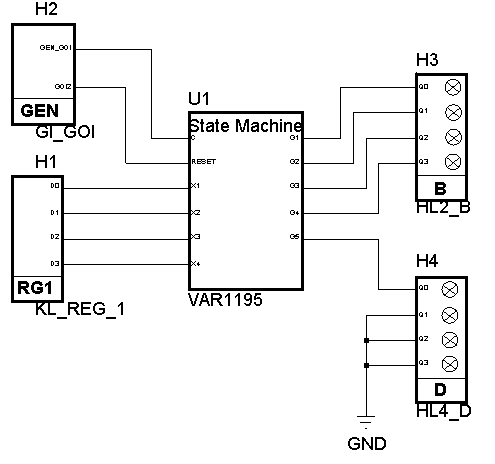 H2
GEN_GOI
GOI2
GEN
GI_GOI
H1
D0
D1
D2
D3
RG1
KL_REG_1
U1
State Machine
C
RESET
X1
X2
X3
X4
G1
G2
G3
G4
G5
VAR1195
H3
Q0
Q1
Q2
Q3
B
HL2_B
H4
Q0
Q1
Q2
Q3
D
HL4_D
GND